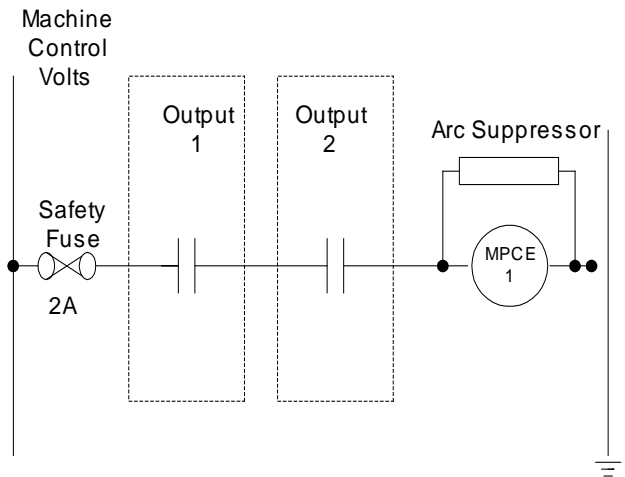 Machine
Control
Volts
Output
1
Output
2
Arc Suppressor
Safety
Fuse
2A
MPCE
1